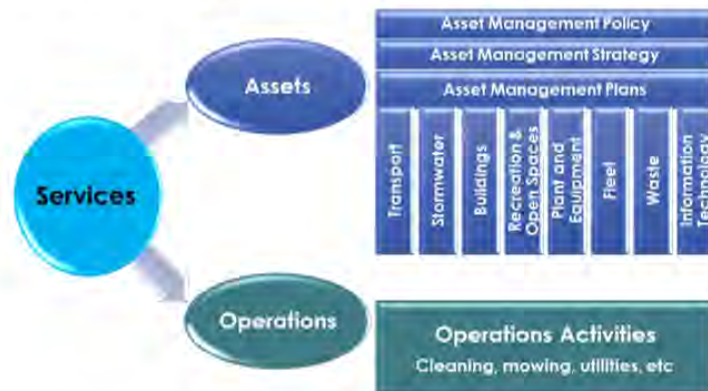 Asset Management Policy
Asset Management Strategy
Assets
Asset Management Plans
Services
Transport
Stormwater
Buildings
Recreation &
Open Spaces
Plant and
Equipment
Fleet
Waste
Information
Technology
Operations
Operations Activities
Cleaning, mowing, utilities, etc